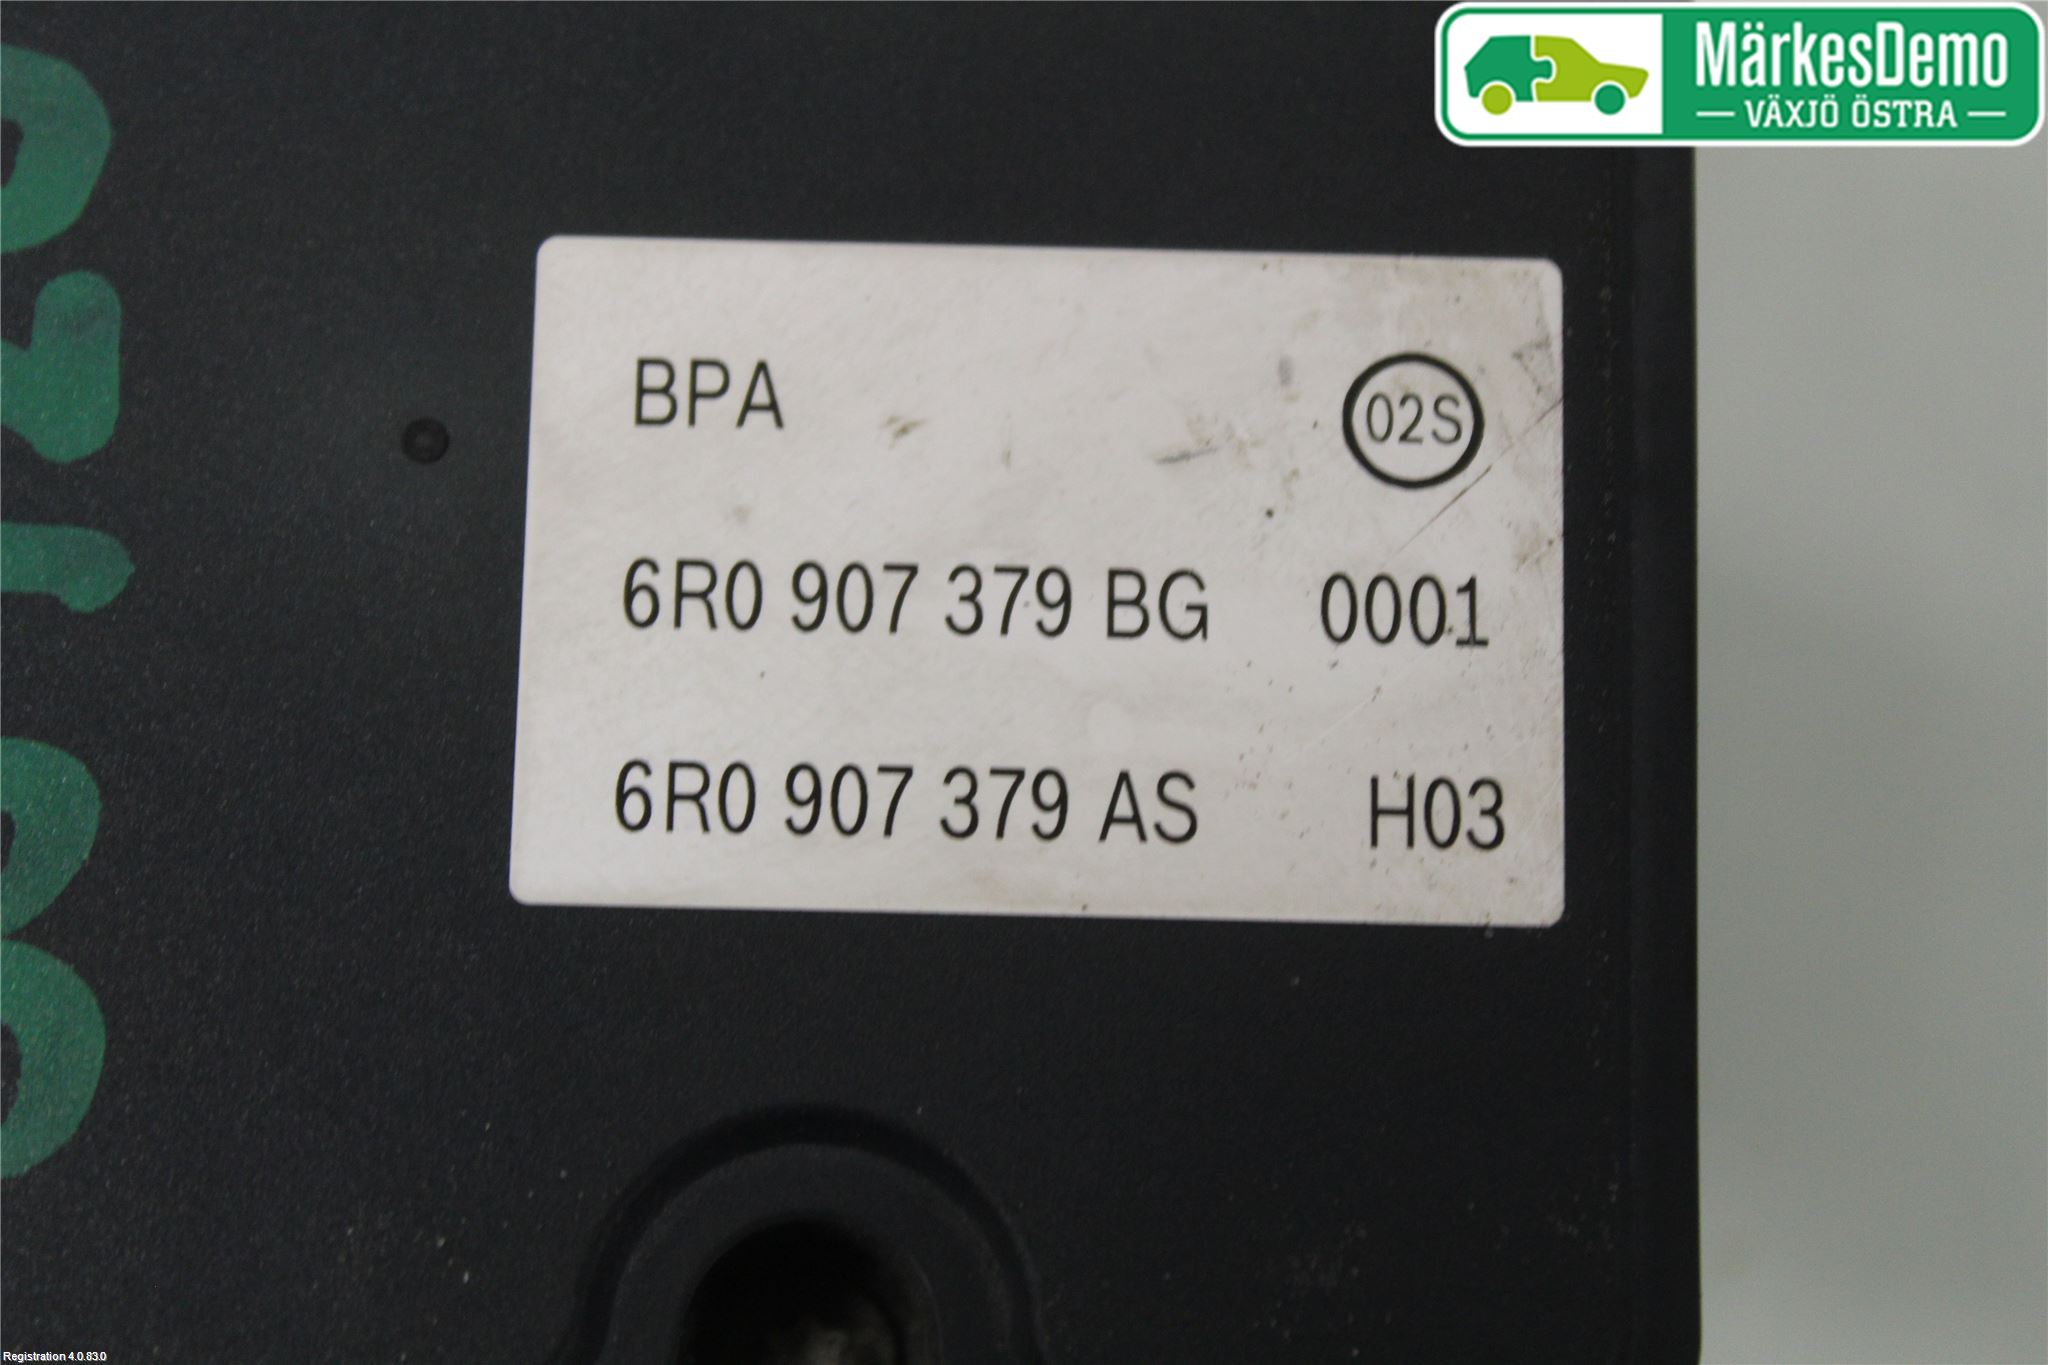 MärkesDemo
VÄXJÖ ÖSTRA
BPA
02S
6R0 907 379 BG 0001
6R0 907 379 AS H03
Registration 4.0.83.0